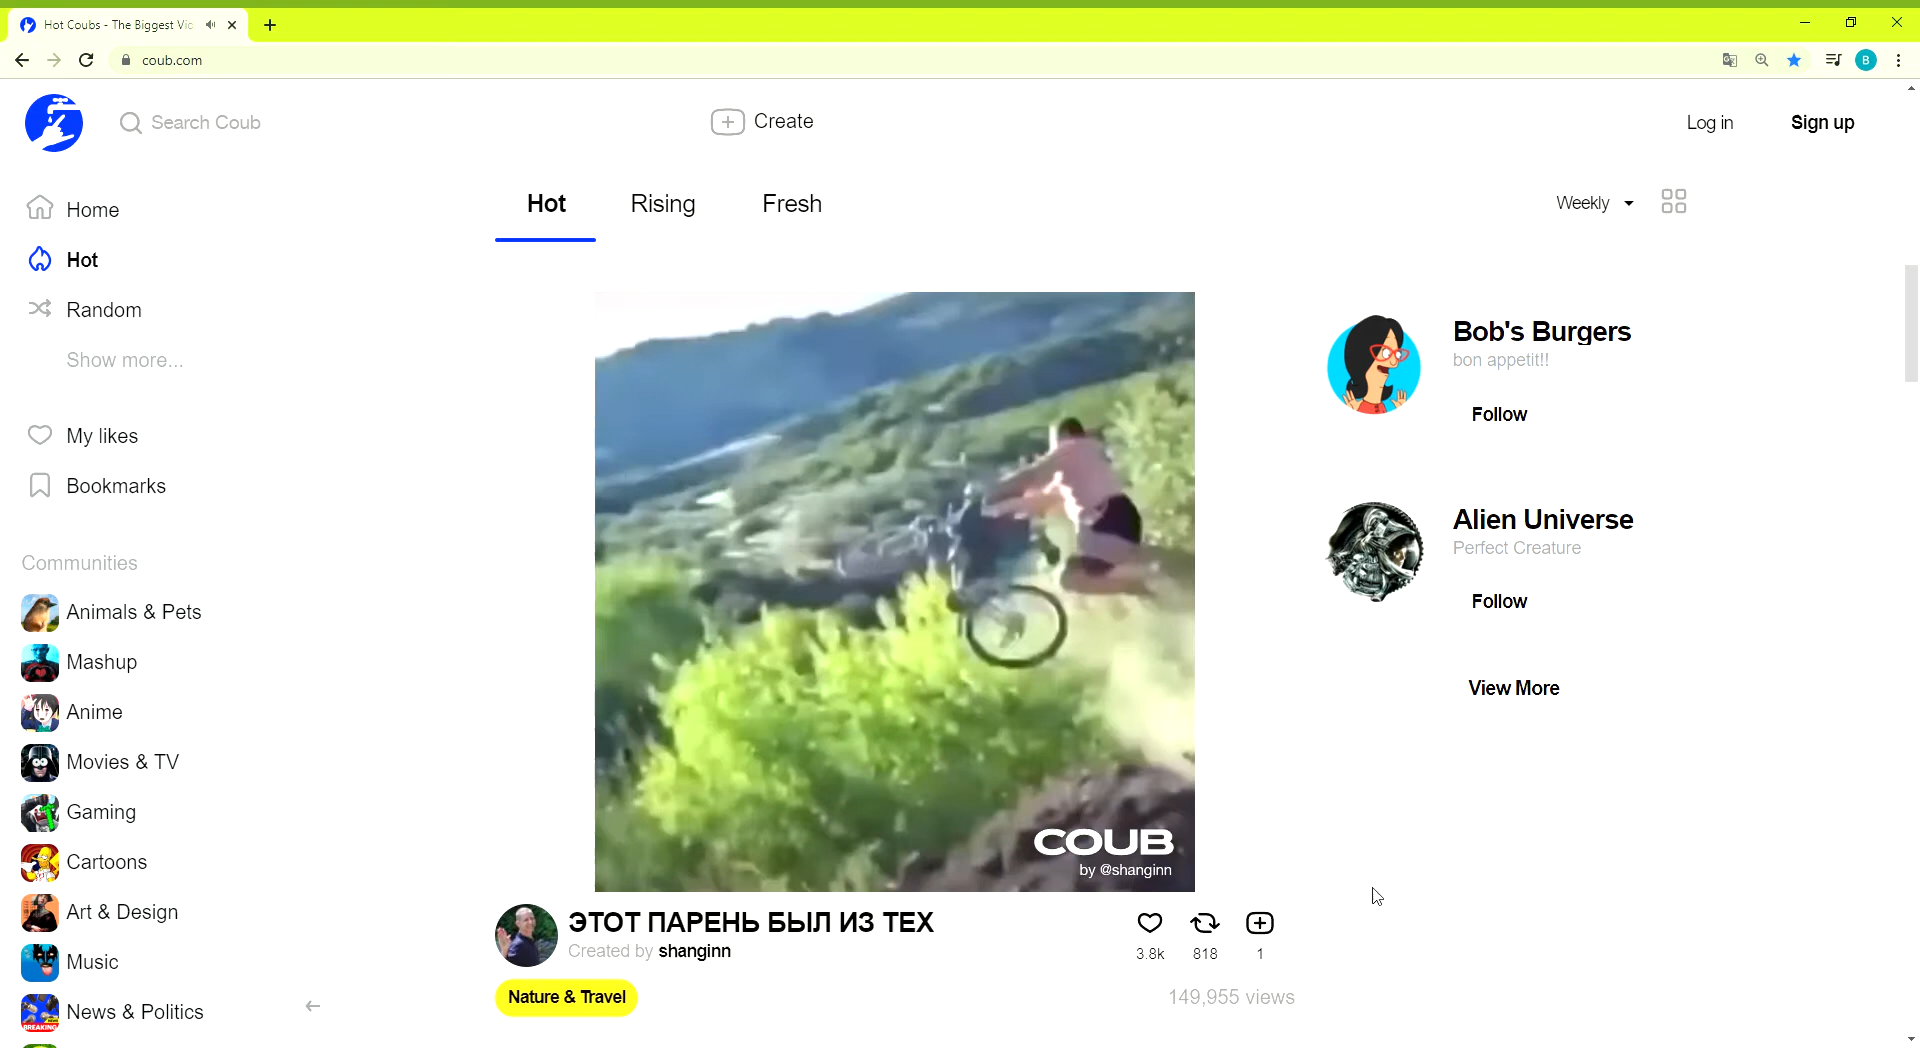 Hot Coubs - The Biggest Vic
coub.com
B
Search Coub
Create
Log in
Sign up
Home
Hot
Random
Show more...
My likes
Bookmarks
Communities
Animals & Pets
Mashup
Anime
Movies & TV
Gaming
Cartoons
Art & Design
Music
News & Politics
BREAKING
Hot
Rising
Fresh
Weekly
COUB
by @shanginn
ЭТОТ ПАРЕНЬ БЫЛ ИЗ ТЕХ
Created by shanginn
3.8k
818
1
Nature & Travel
149,955 views
Bob's Burgers
bon appetit!!
Follow
Alien Universe
Perfect Creature
Follow
View More